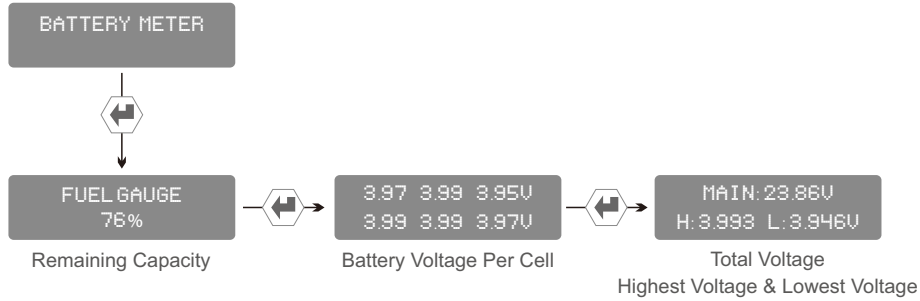 BATTERY METER
FUEL GAUGE
76%
Remaining Capacity
3.97 3.99 3.95V
3.99 3.99 3.97V
Battery Voltage Per Cell
MAIN:23.86V
H:3.993 L:3.946V
Total Voltage
Highest Voltage & Lowest Voltage